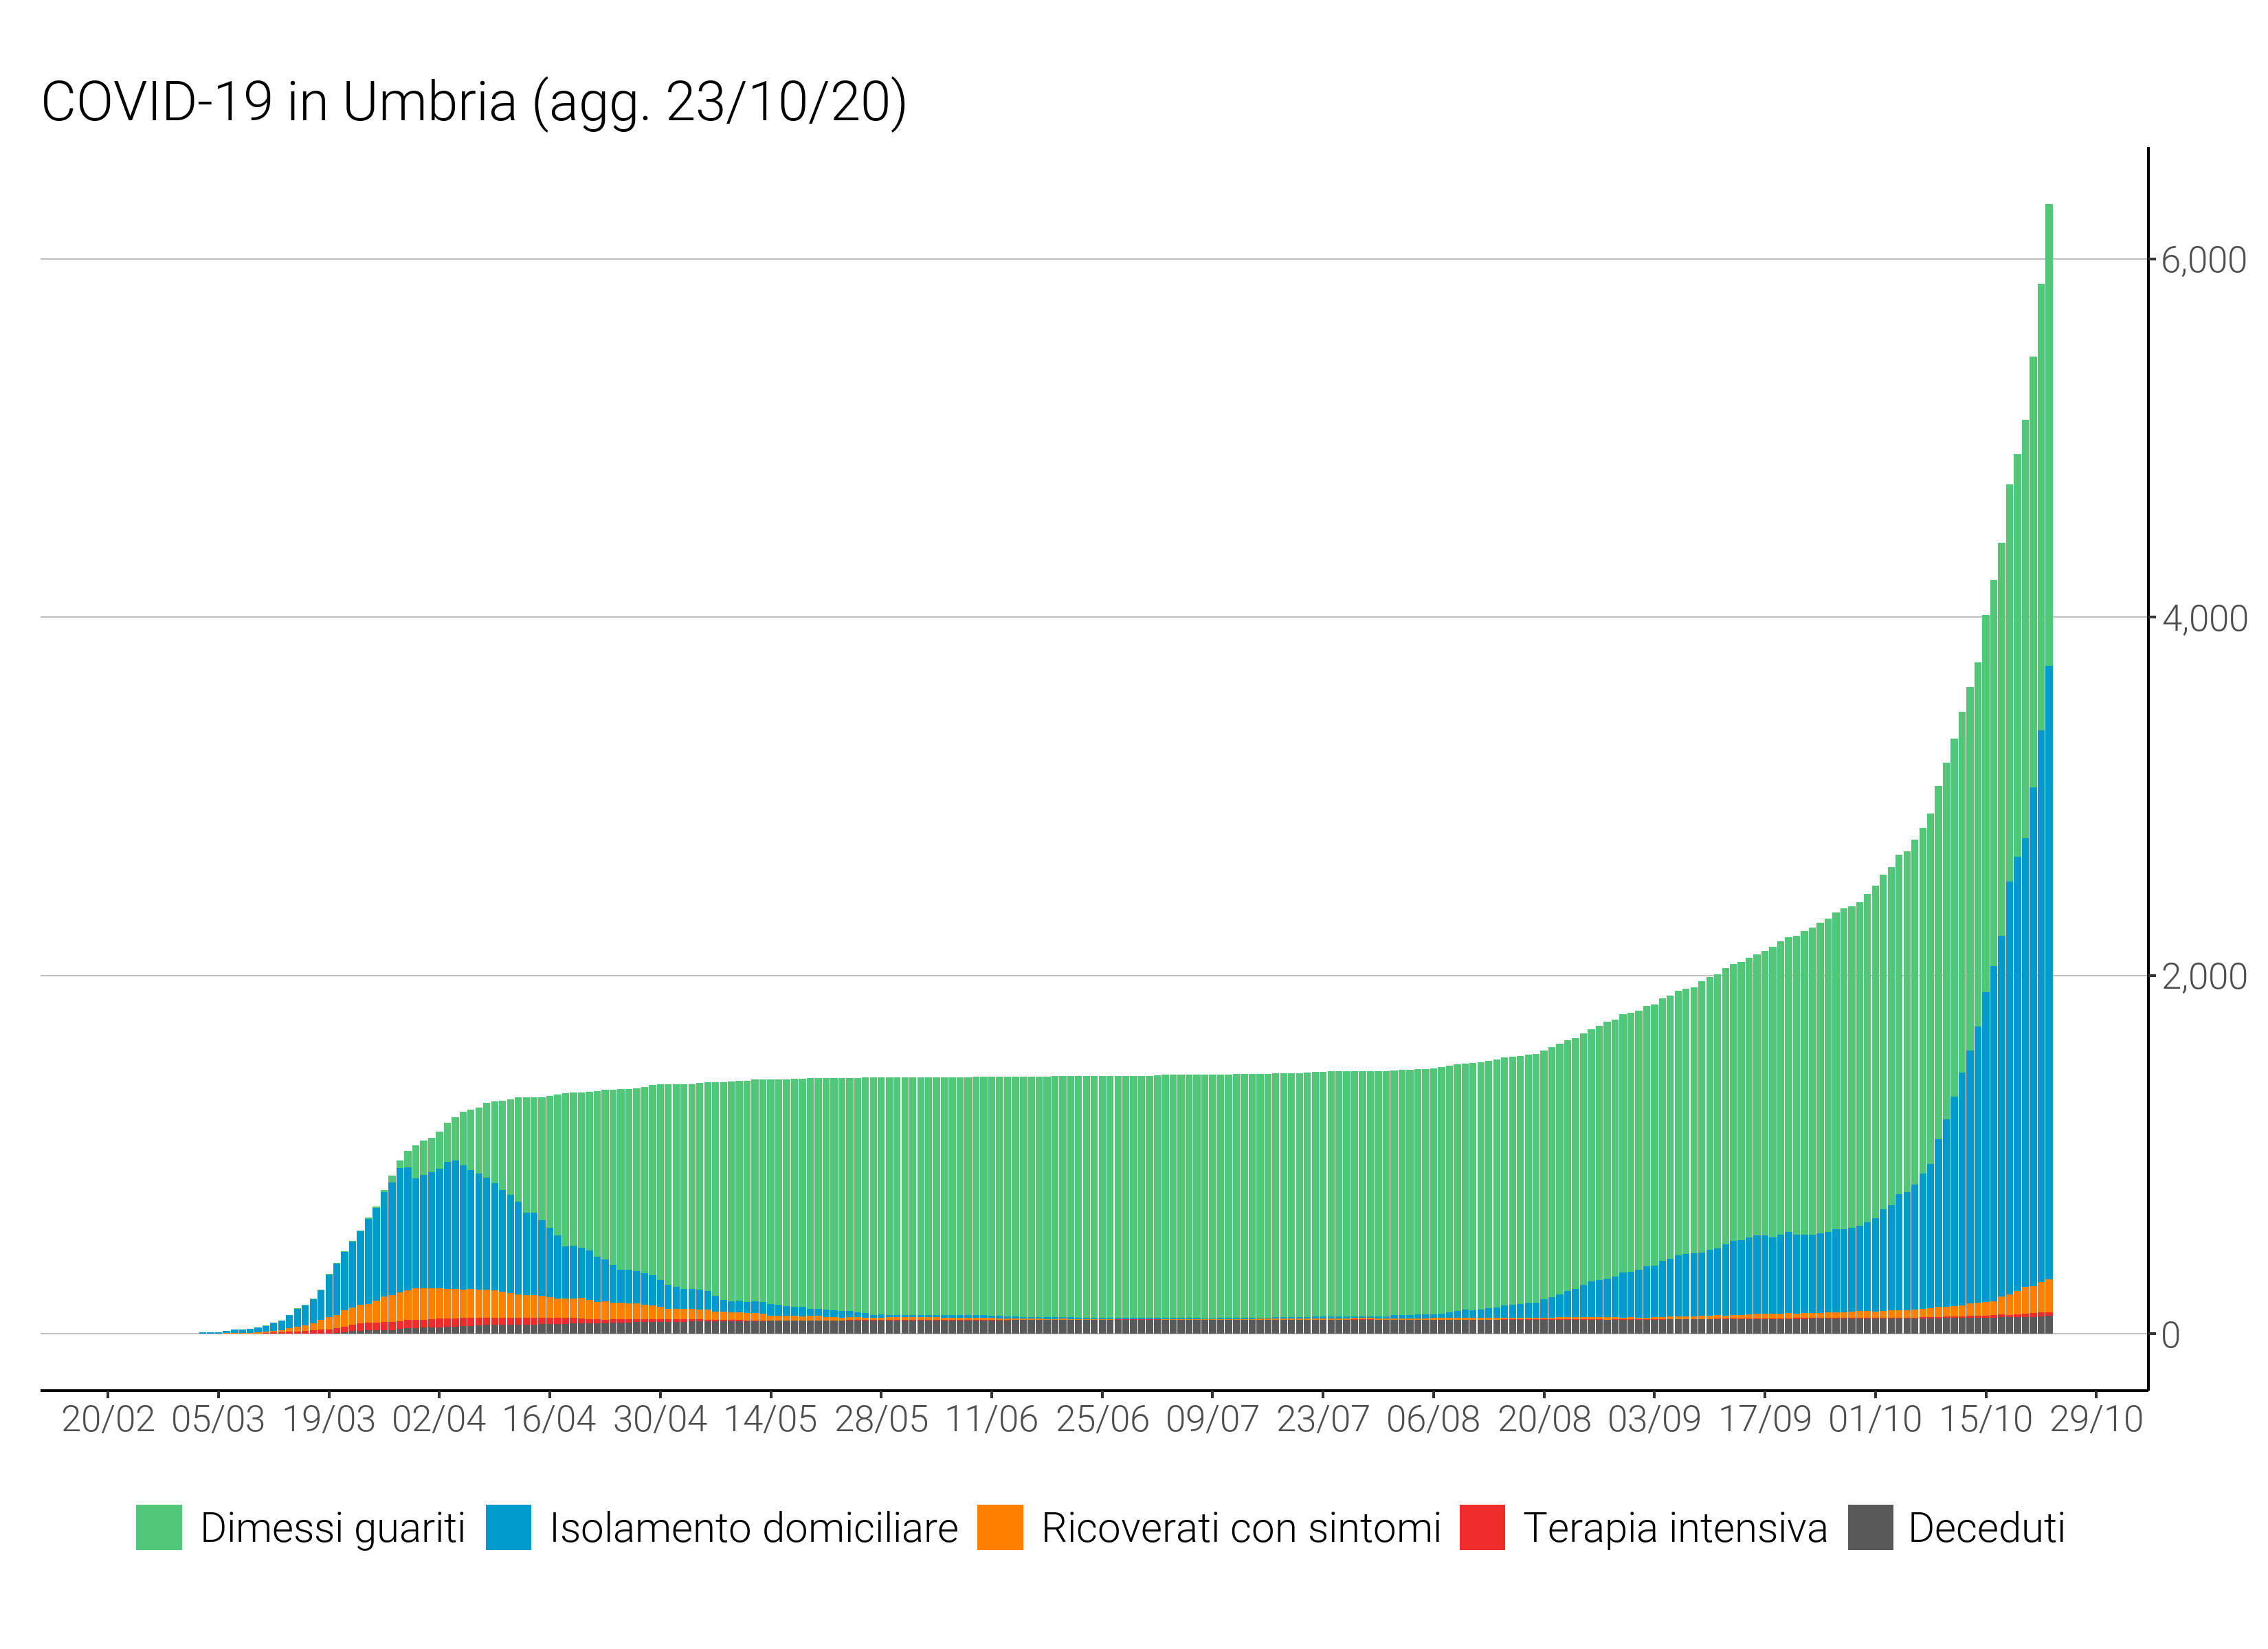 COVID-19 in Umbria (agg. 23/10/20)
6,000
4,000
2,000
0
20/02 05/03 19/03 02/04 16/04 30/04 14/05 28/05 11/06 25/06 09/07 23/07 06/08 20/08 03/09 17/09 01/10 15/10 29/10
Dimessi guariti Isolamento domiciliare Ricoverati con sintomi Terapia intensiva Deceduti